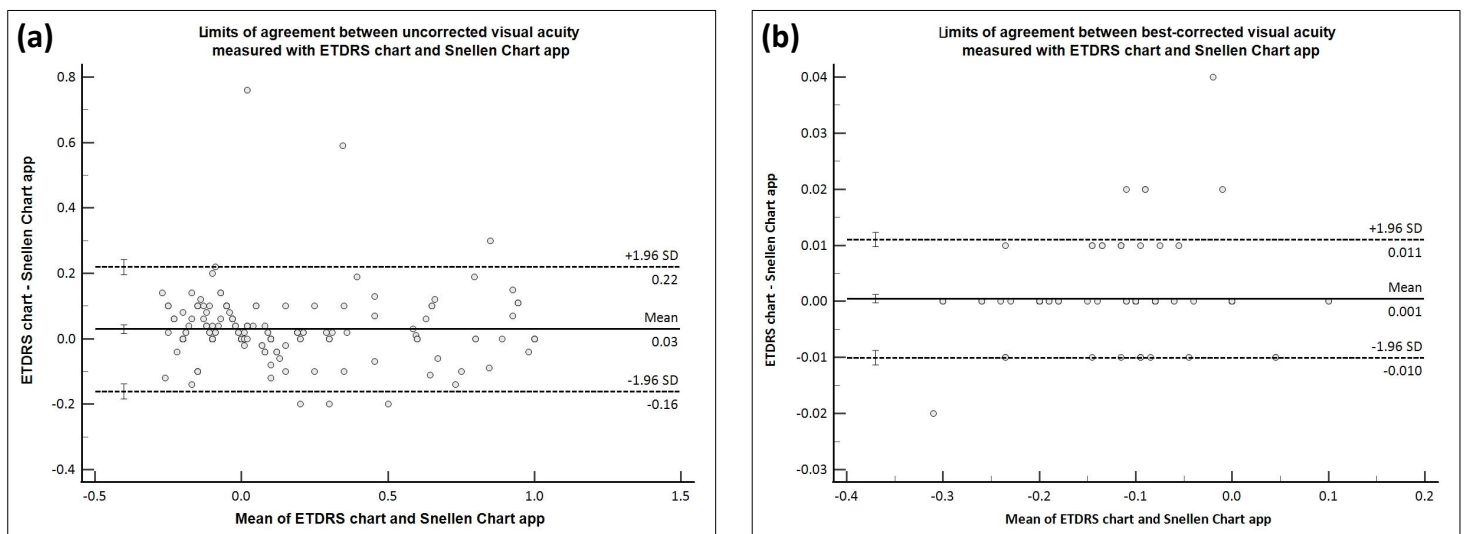 (a)
Limits of agreement between uncorrected visual acuity
measured with ETDRS chart and Snellen Chart app
ETDRS chart - Snellen Chart app
0.8
0.6
0.4
0.2
0.0
-0.2
-0.4
+1.96 SD
0.22
Mean
0.03
-1.96 SD
-0.16
-0.5 0.0 0.5 1.0 1.5
Mean of ETDRS chart and Snellen Chart app
(b)
Limits of agreement between best-corrected visual acuity
measured with ETDRS chart and Snellen Chart app
ETDRS chart - Snellen Chart app
0.04
0.03
0.02
0.01
0.00
-0.01
-0.02
-0.03
+1.96 SD
0.011
Mean
0.001
-1.96 SD
-0.010
-0.4 -0.3 -0.2 -0.1 0.0 0.1 0.2
Mean of ETDRS chart and Snellen Chart app